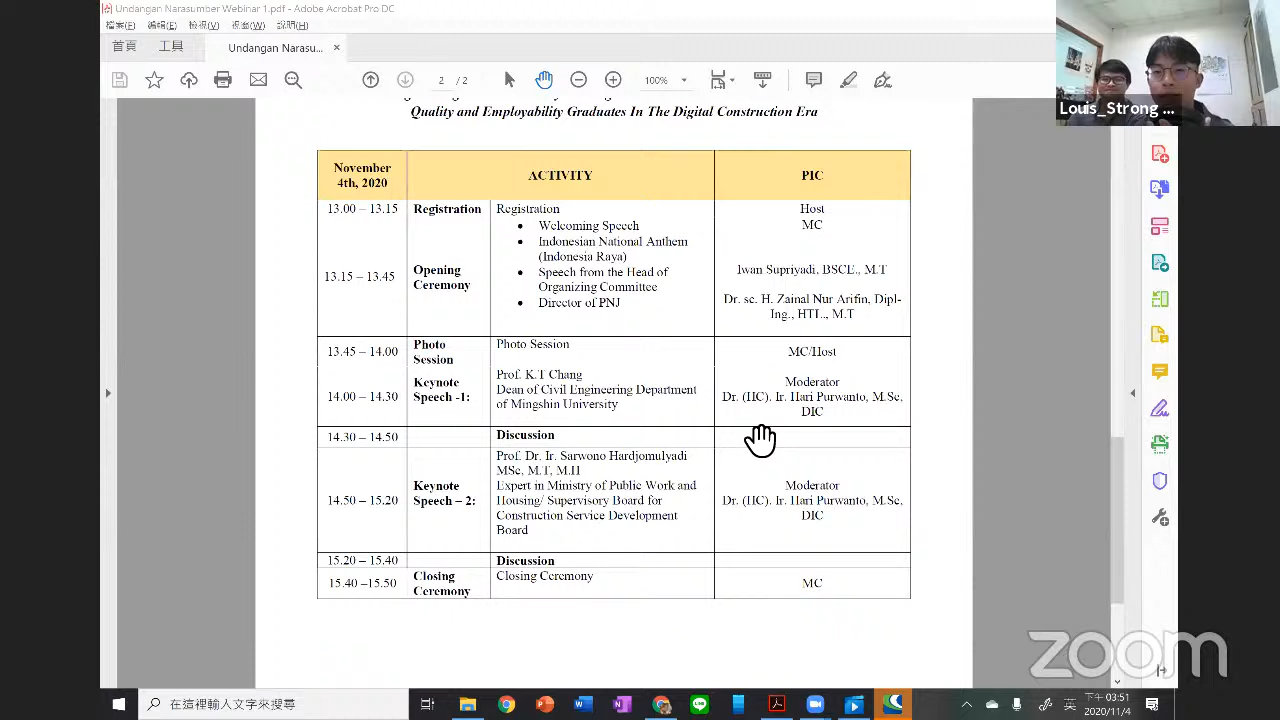 Undangan Narasumber Webinar 1.pdf - Adobe Acrobat Pro DC
檔案(F) 編輯(E) 檢視(V) 視窗(W) 說明(H)
首頁 工具 Undangan Narasu... ×
2 / 2 100%
Quality and Employability Graduates In The Digital Construction Era
November 4th, 2020
ACTIVITY
PIC
13.00 – 13.15
Registration
Registration
Host
• Welcoming Speech
MC
13.15 – 13.45
Opening
Ceremony
• Indonesian National Anthem
(Indonesia Raya)
• Speech from the Head of
Organizing Committee
• Director of PNJ
Iwan Supriyadi, BSCE., M.T
Dr. sc. H. Zainal Nur Arifin, Dipl-
Ing., HTL., M.T
13.45 – 14.00
Photo
Session
Photo Session
MC/Host
14.00 – 14.30
Keynote
Speech -1:
Prof. K.T Chang
Dean of Civil Engineering Department
of Mingshin University
Moderator
Dr. (HC). Ir. Hari Purwanto, M.Sc,
DIC
14.30 – 14.50
Discussion
14.50 – 15.20
Keynote
Speech – 2:
Prof. Dr. Ir. Sarwono Hardjomulyadi
MSc, M.T, M.H
Expert in Ministry of Public Work and
Housing/ Supervisory Board for
Construction Service Development
Board
Moderator
Dr. (HC). Ir. Hari Purwanto, M.Sc,
DIC
15.20 – 15.40
Discussion
15.40 –15.50
Closing
Ceremony
Closing Ceremony
MC
Louis_Strong ...
zoom
在這裡輸入文字來搜尋
英
下午 03:51
2020/11/4